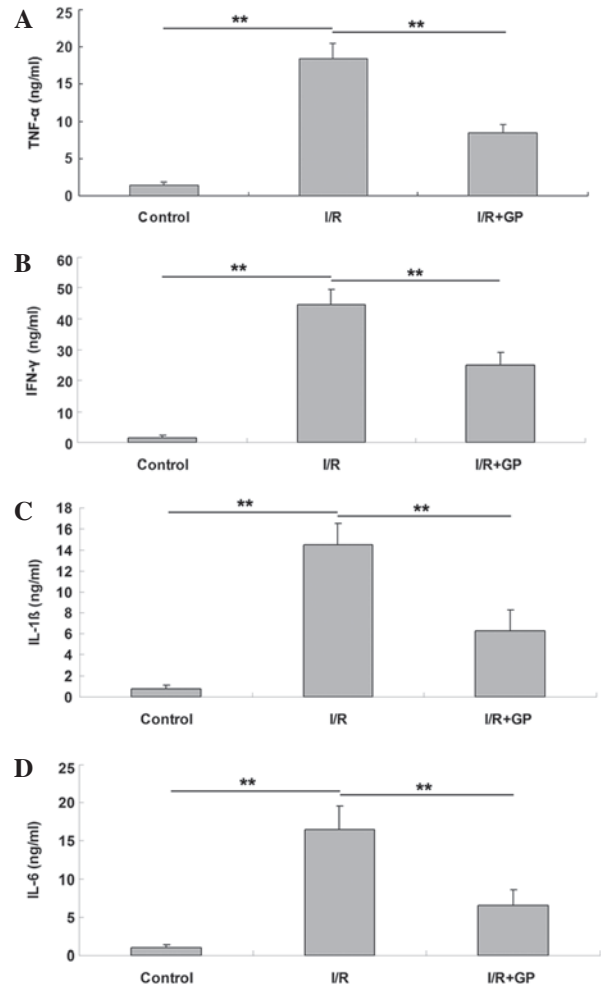 A
TNF-α (ng/ml)
25
20
15
10
5
0
** **
Control I/R I/R+GP
B
IFN-γ (ng/ml)
60
50
40
30
20
10
0
** **
Control I/R I/R+GP
C
IL-1ß (ng/ml)
18
16
14
12
10
8
6
4
2
0
** **
Control I/R I/R+GP
D
IL-6 (ng/ml)
25
20
15
10
5
0
** **
Control I/R I/R+GP